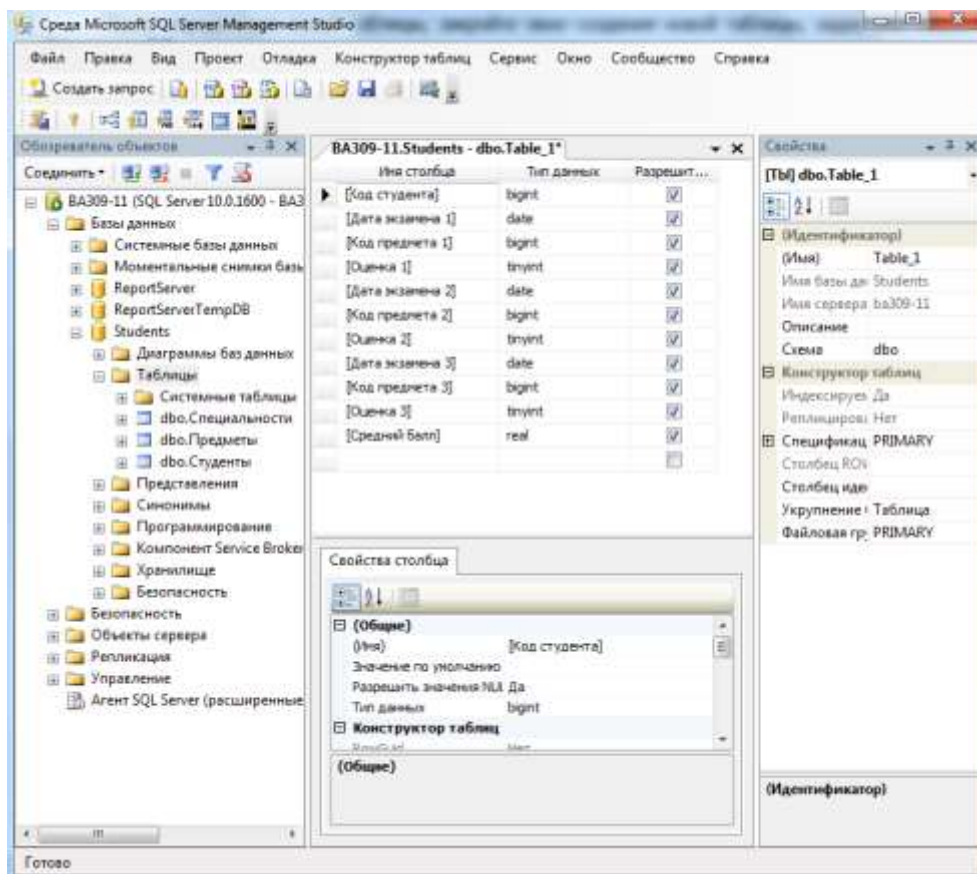 Среда Microsoft SQL Server Management Studio
Файл Правка Вид Проект Отладка Конструктор таблиц Сервис Окно Сообщество Справка
Создать запрос
Обозреватель объектов
Соединить
BA309-11 (SQL Server 10.0.1600 - BA3
Базы данных
Системные базы данных
Моментальные снимки базы
ReportServer
ReportServerTempDB
Students
Диаграммы баз данных
Таблицы
Системные таблицы
dbo.Специальности
dbo.Предметы
dbo.Студенты
Представления
Синонимы
Программирование
Компонент Service Broker
Хранилище
Безопасность
Безопасность
Объекты сервера
Репликация
Управление
Агент SQL Server (расширенные
BA309-11.Students - dbo.Table_1*
Имя столбца Тип данных Разрешит...
[Код студента] bigint
[Дата экзамена 1] date
[Код предмета 1] bigint
[Оценка 1] tinyint
[Дата экзамена 2] date
[Код предмета 2] bigint
[Оценка 2] tinyint
[Дата экзамена 3] date
[Код предмета 3] bigint
[Оценка 3] tinyint
[Средний балл] real
Свойства столбца
(Общие)
(Имя) [Код студента]
Значение по умолчанию
Разрешить значения NUL Да
Тип данных bigint
Конструктор таблиц
RowGuid Нет
(Общие)
Свойства
[Tbl] dbo.Table_1
(Идентификатор)
(Имя) Table_1
Имя базы дан Students
Имя сервера ba309-11
Описание
Схема dbo
Конструктор таблиц
Индексируем Да
Реплицирова Нет
Спецификац PRIMARY
Столбец ROW
Столбец иден
Укрупнение Таблица
Файловая гр PRIMARY
(Идентификатор)
Готово